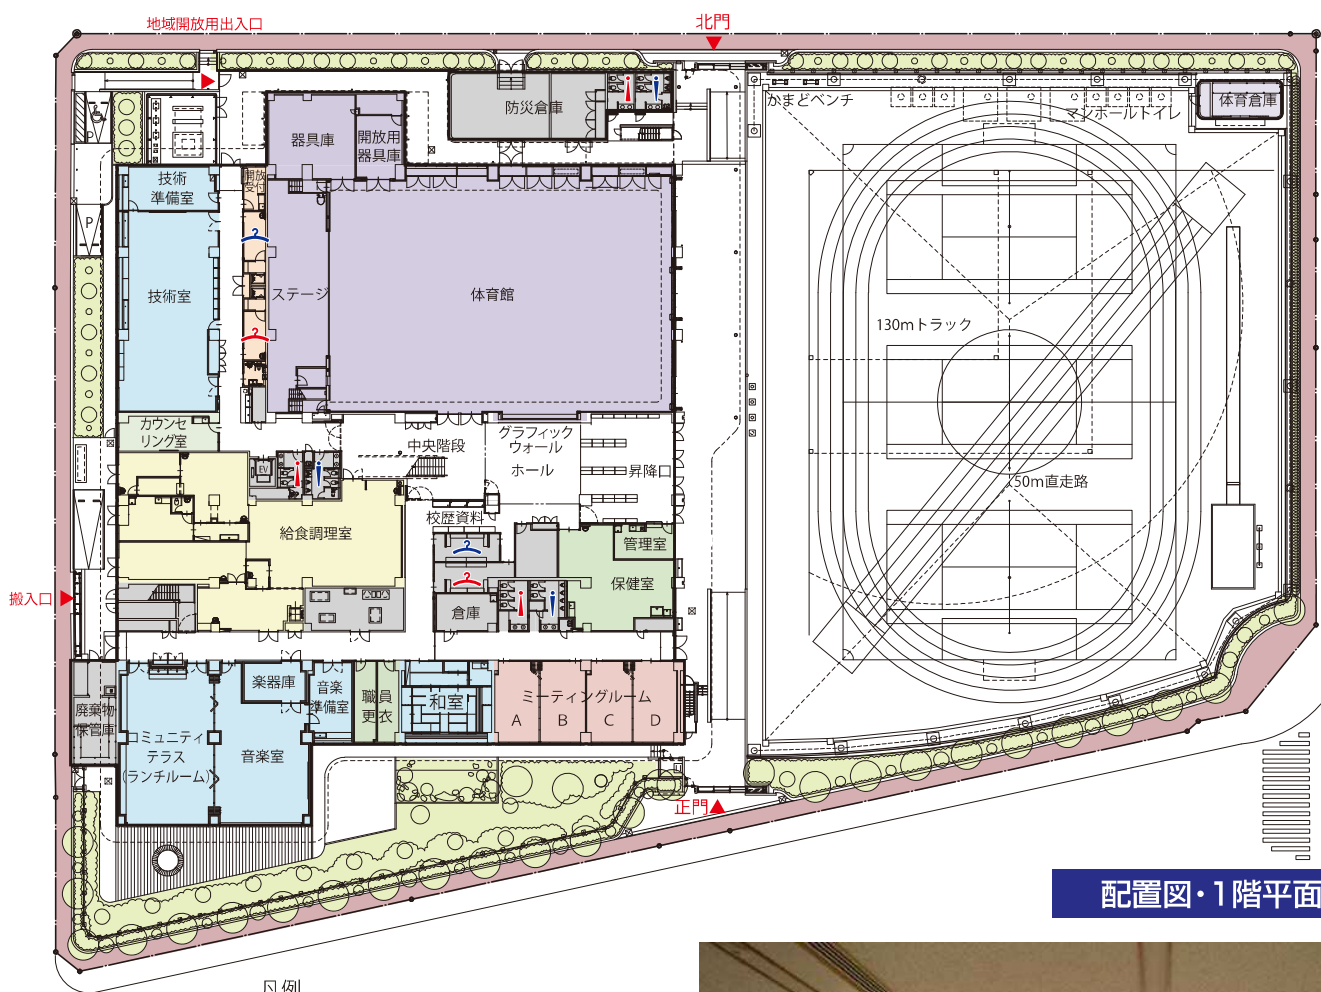 地域開放用出入口
北門
かまどベンチ
マンホールトイレ
体育倉庫
防災倉庫
器具庫
開放用
器具庫
P
技術
準備室
開放
受付
P
技術室
ステージ
体育館
130mトラック
カウンセ
リング室
EV
中央階段
グラフィック
ウォール
ホール
昇降口
50m直走路
給食調理室
校歴資料
管理室
保健室
倉庫
搬入口
廃棄物
保管庫
コミュニティ
テラス
(ランチルーム)
楽器庫
音楽室
音楽
準備室
職員
更衣
和室
ミーティングルーム
A
B
C
D
正門
配置図・1階平面
凡例